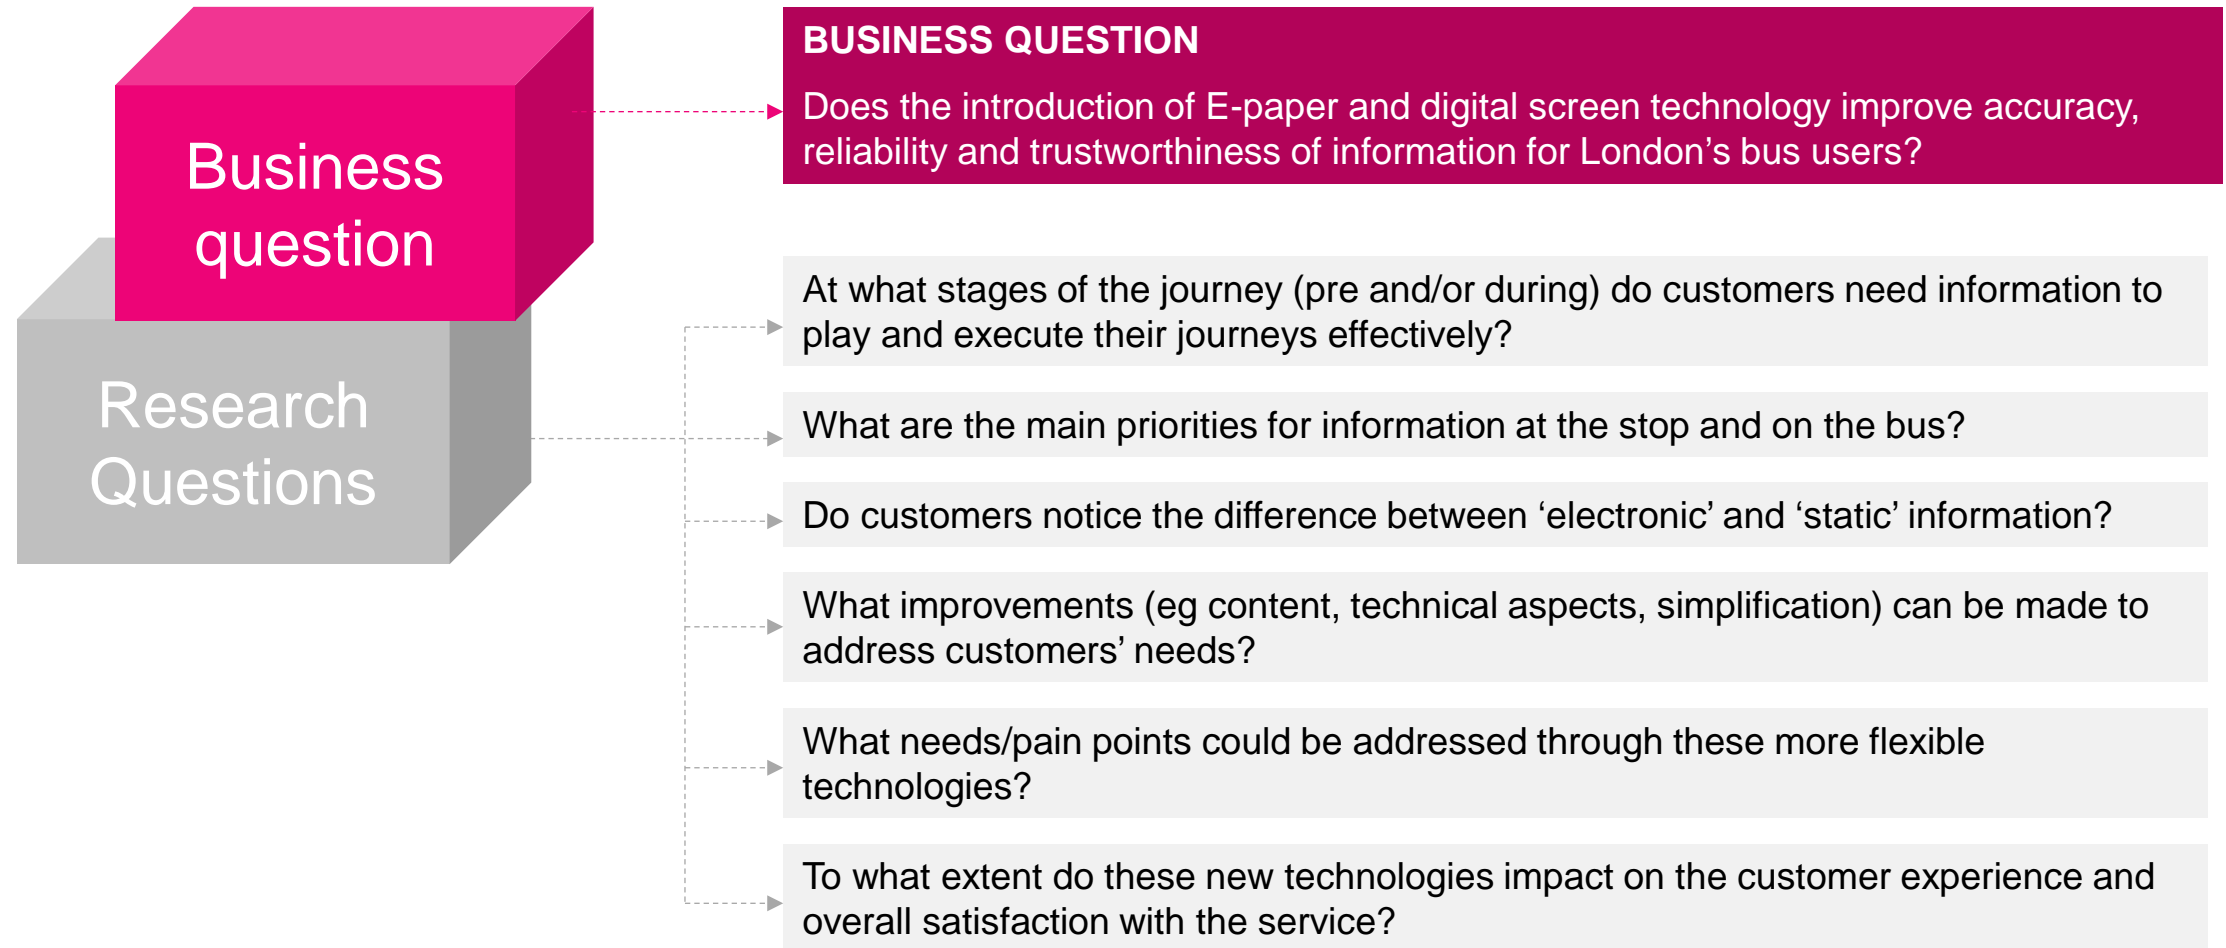 Business
question
Research
Questions
BUSINESS QUESTION
Does the introduction of E-paper and digital screen technology improve accuracy,
reliability and trustworthiness of information for London’s bus users?
At what stages of the journey (pre and/or during) do customers need information to
play and execute their journeys effectively?
What are the main priorities for information at the stop and on the bus?
Do customers notice the difference between ‘electronic’ and ‘static’ information?
What improvements (eg content, technical aspects, simplification) can be made to
address customers’ needs?
What needs/pain points could be addressed through these more flexible
technologies?
To what extent do these new technologies impact on the customer experience and
overall satisfaction with the service?